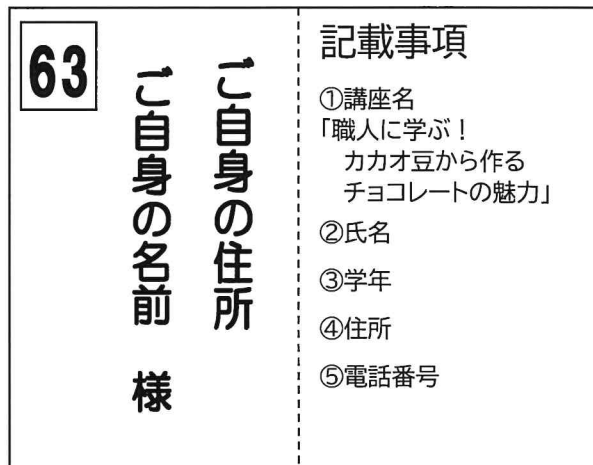 63
ご自身の住所
ご自身の名前 様
記載事項
①講座名
「職人に学ぶ！
カカオ豆から作る
チョコレートの魅力」
②氏名
③学年
④住所
⑤電話番号